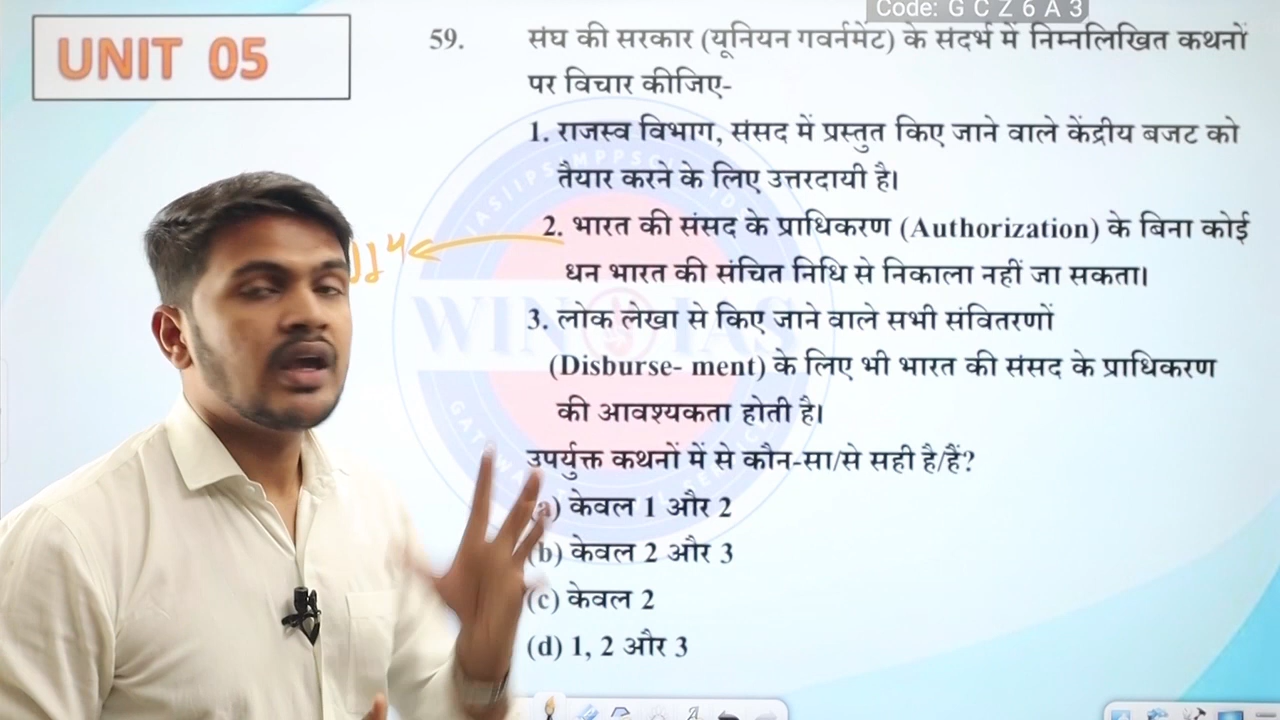 Code: G C Z 6 A 3
UNIT 05
59. संघ की सरकार (यूनियन गवर्नमेंट) के संदर्भ में निम्नलिखित कथनों
पर विचार कीजिए-
1. राजस्व विभाग, संसद में प्रस्तुत किए जाने वाले केंद्रीय बजट को
तैयार करने के लिए उत्तरदायी है।
2. भारत की संसद के प्राधिकरण (Authorization) के बिना कोई
धन भारत की संचित निधि से निकाला नहीं जा सकता।
3. लोक लेखा से किए जाने वाले सभी संवितरणों
(Disburse- ment) के लिए भी भारत की संसद के प्राधिकरण
की आवश्यकता होती है।
उपर्युक्त कथनों में से कौन-सा/से सही है/हैं?
(a) केवल 1 और 2
(b) केवल 2 और 3
(c) केवल 2
(d) 1, 2 और 3
WIN IAS